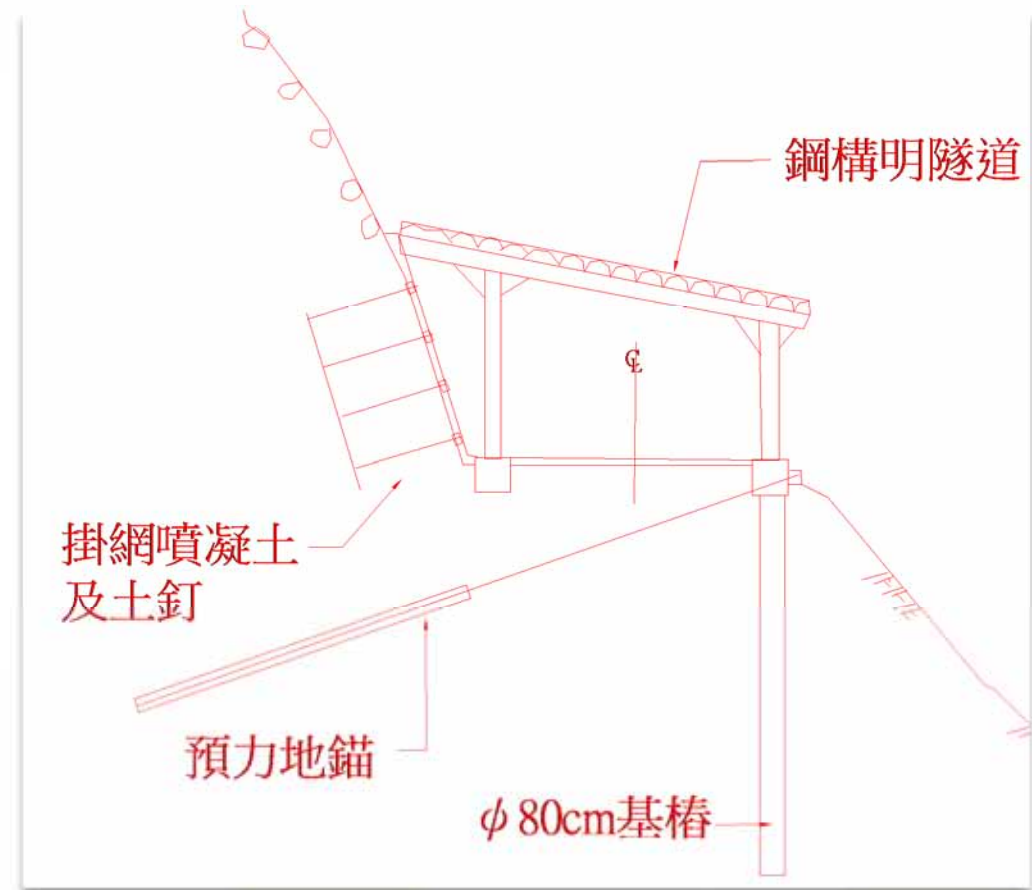 鋼構明隧道
℄
掛網噴凝土
及土釘
預力地錨
ϕ80cm基樁